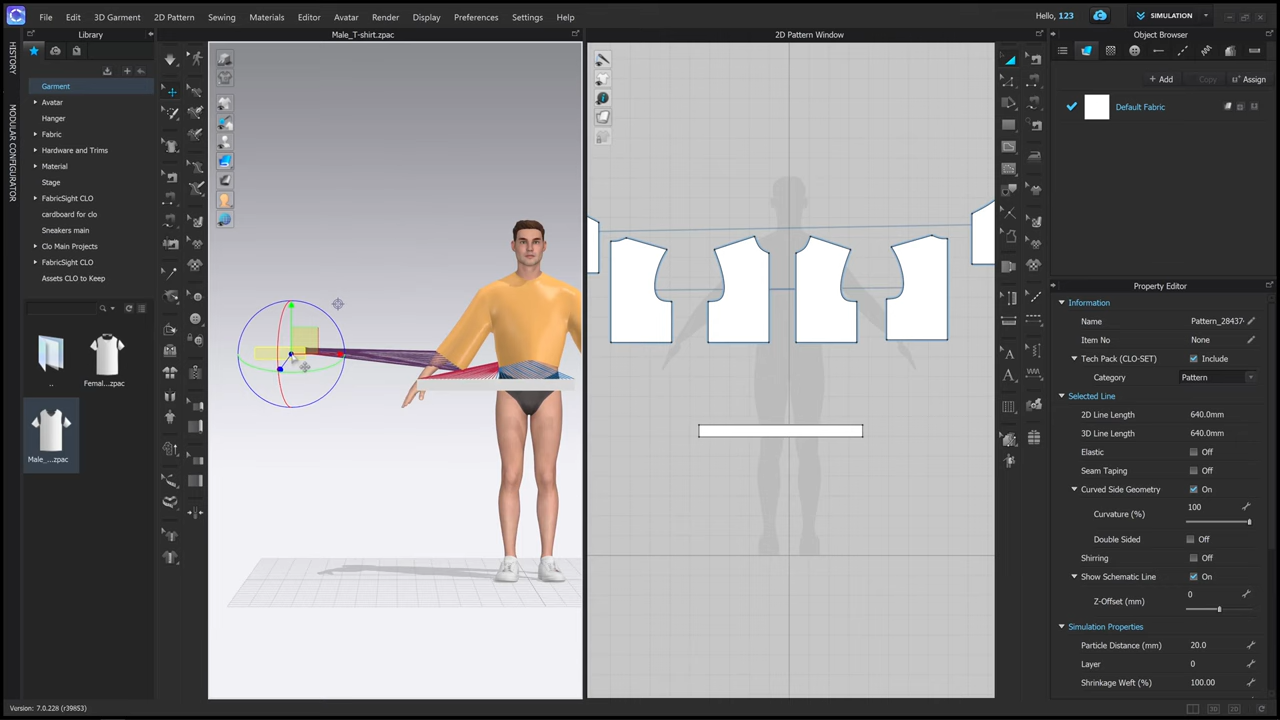 File Edit 3D Garment 2D Pattern Sewing Materials Editor Avatar Render Display Preferences Settings Help Hello, 123 SIMULATION
HISTORY
MODULAR CONFIGURATOR
Library
Garment
Avatar
Hanger
Fabric
Hardware and Trims
Material
Stage
FabricSight CLO
cardboard for clo
Sneakers main
Clo Main Projects
FabricSight CLO
Assets CLO to Keep
..
Femal...zpac
Male_...zpac
Male_T-shirt.zpac
2D Pattern Window
Object Browser
+ Add Copy Assign
Default Fabric
Property Editor
Information
Name Pattern_28437
Item No None
Tech Pack (CLO-SET) Include
Category Pattern
Selected Line
2D Line Length 640.0mm
3D Line Length 640.0mm
Elastic Off
Seam Taping Off
Curved Side Geometry On
Curvature (%) 100
Double Sided Off
Shirring Off
Show Schematic Line On
Z-Offset (mm) 0
Simulation Properties
Particle Distance (mm) 20.0
Layer 0
Shrinkage Weft (%) 100.00
Version: 7.0.228 (r39853)